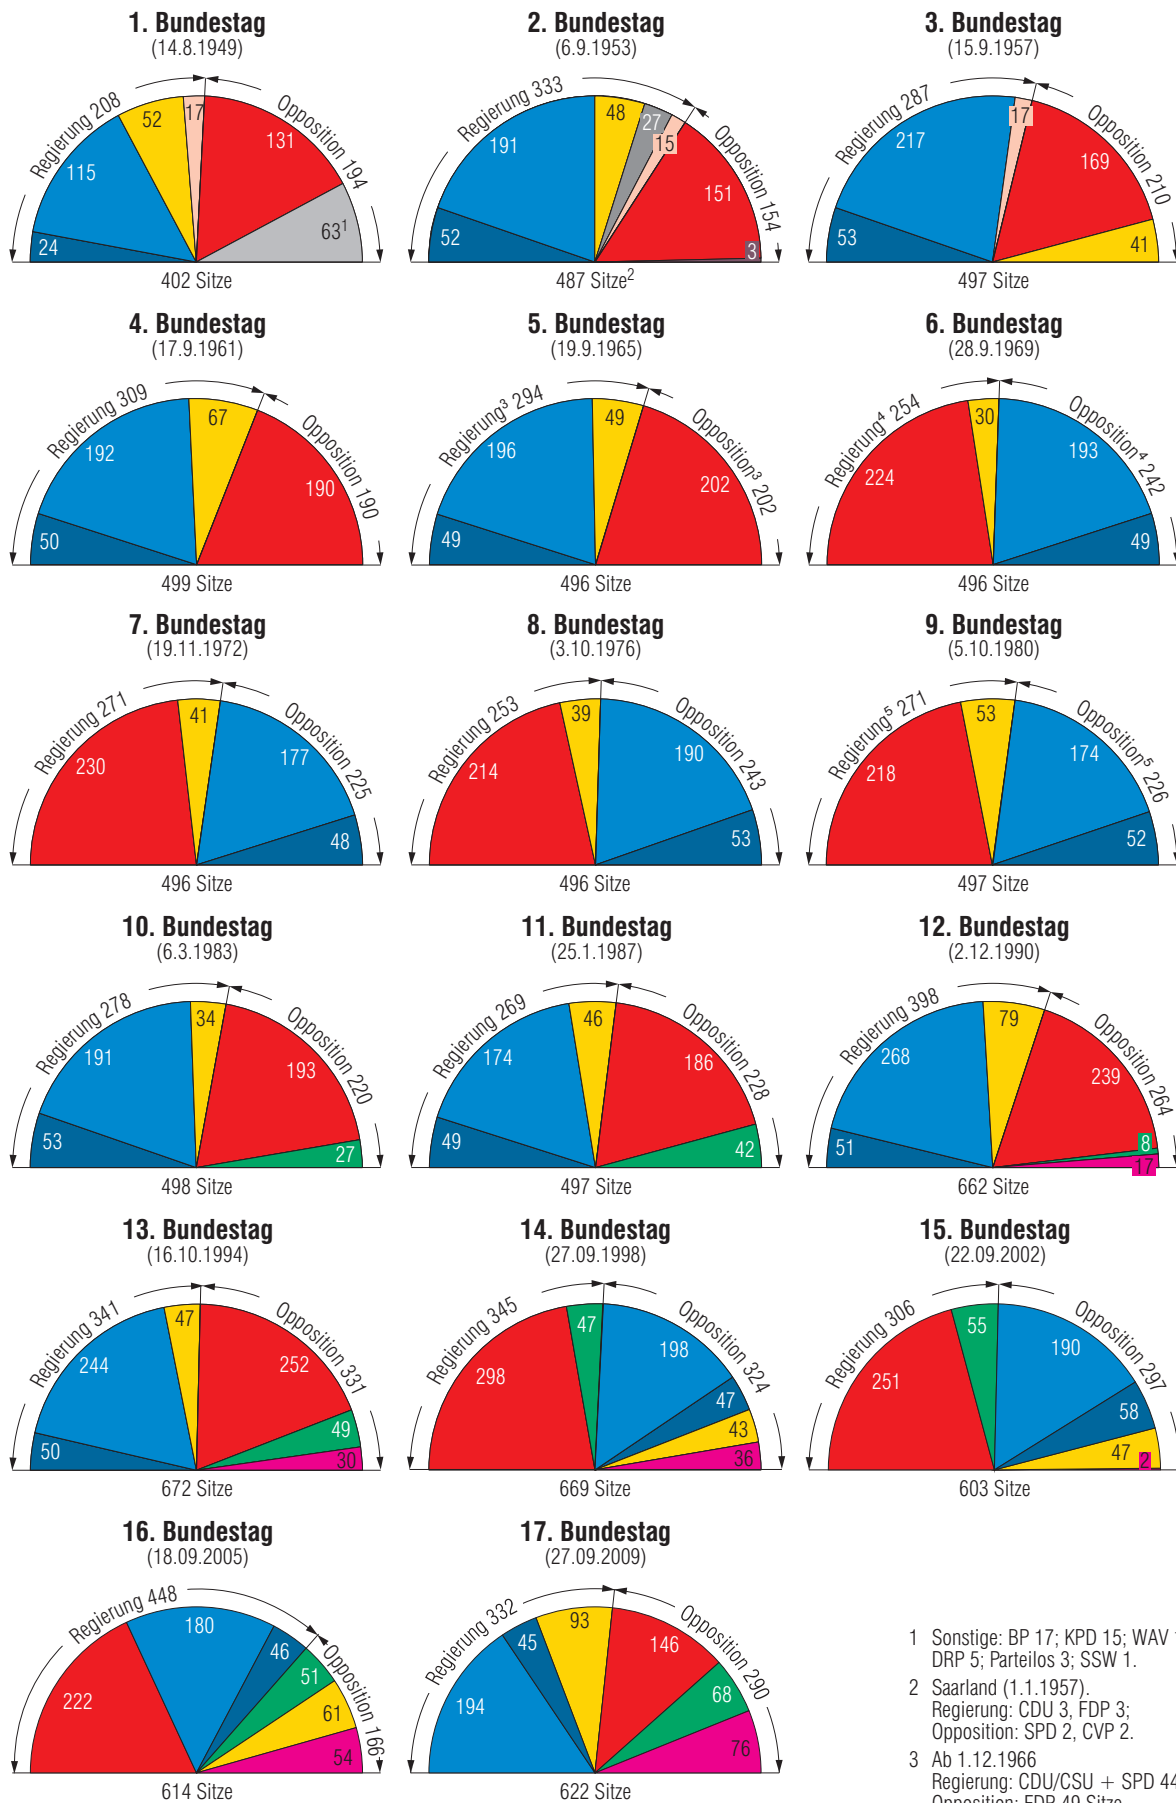 1. Bundestag
(14.8.1949)
Regierung 208
Opposition 194
24
115
52
17
131
63¹
402 Sitze
2. Bundestag
(6.9.1953)
Regierung 333
Opposition 154
52
191
48
27
15
151
3
487 Sitze²
3. Bundestag
(15.9.1957)
Regierung 287
Opposition 210
53
217
17
169
41
497 Sitze
4. Bundestag
(17.9.1961)
Regierung 309
Opposition 190
50
192
67
190
499 Sitze
5. Bundestag
(19.9.1965)
Regierung³ 294
Opposition³ 202
49
196
49
202
496 Sitze
6. Bundestag
(28.9.1969)
Regierung⁴ 254
Opposition⁴ 242
224
30
193
49
496 Sitze
7. Bundestag
(19.11.1972)
Regierung 271
Opposition 225
230
41
177
48
496 Sitze
8. Bundestag
(3.10.1976)
Regierung 253
Opposition 243
214
39
190
53
496 Sitze
9. Bundestag
(5.10.1980)
Regierung⁵ 271
Opposition⁵ 226
218
53
174
52
497 Sitze
10. Bundestag
(6.3.1983)
Regierung 278
Opposition 220
53
191
34
193
27
498 Sitze
11. Bundestag
(25.1.1987)
Regierung 269
Opposition 228
49
174
46
186
42
497 Sitze
12. Bundestag
(2.12.1990)
Regierung 398
Opposition 264
51
268
79
239
8
17
662 Sitze
13. Bundestag
(16.10.1994)
Regierung 341
Opposition 331
50
244
47
252
49
30
672 Sitze
14. Bundestag
(27.09.1998)
Regierung 345
Opposition 324
298
47
198
47
43
36
669 Sitze
15. Bundestag
(22.09.2002)
Regierung 306
Opposition 297
251
55
190
58
47
2
603 Sitze
16. Bundestag
(18.09.2005)
Regierung 448
Opposition 166
222
180
46
51
61
54
614 Sitze
17. Bundestag
(27.09.2009)
Regierung 332
Opposition 290
194
45
93
146
68
76
622 Sitze
1 Sonstige: BP 17; KPD 15; WAV
DRP 5; Parteilos 3; SSW 1.
2 Saarland (1.1.1957).
Regierung: CDU 3, FDP 3;
Opposition: SPD 2, CVP 2.
3 Ab 1.12.1966
Regierung: CDU/CSU + SPD 44
Opposition: FDP 49 Sitze